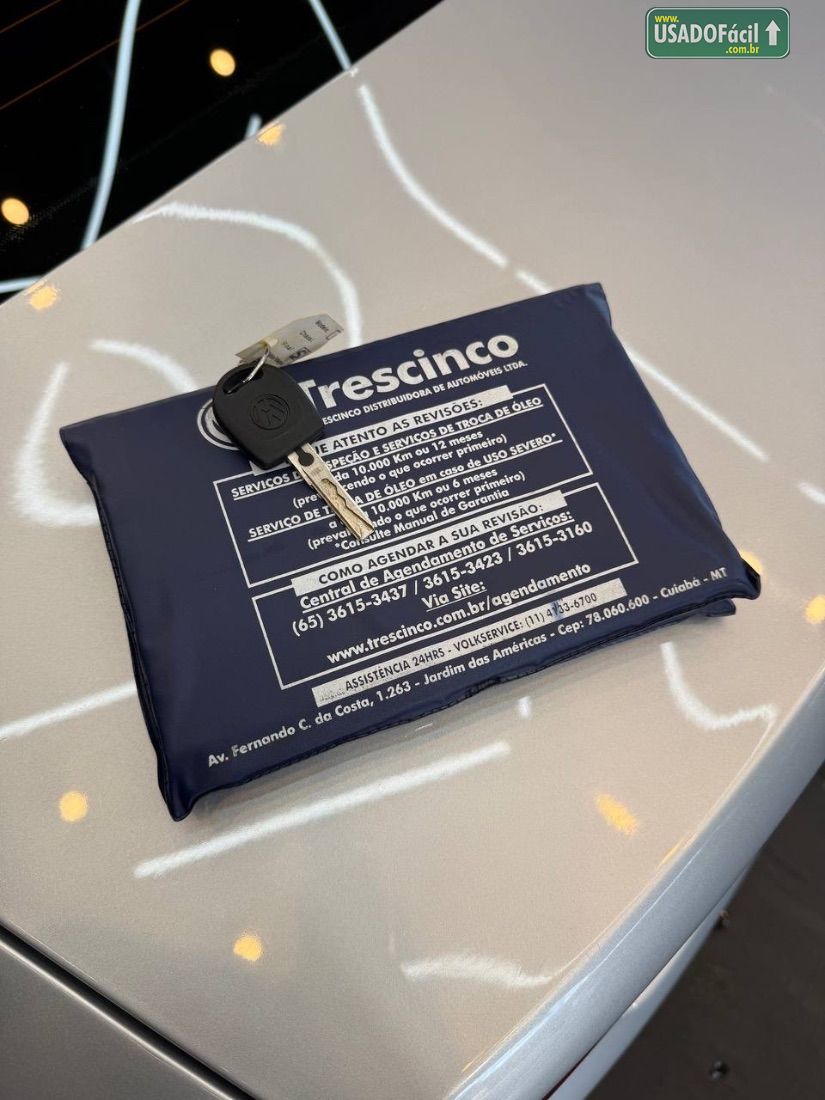 www.
USADOFácil
.com.br
Trescinco
TRESCINCO DISTRIBUIDORA DE AUTOMÓVEIS LTDA.
ATENTO AS REVISÕES:
SERVIÇOS INSPEÇÃO E SERVIÇOS DE TROCA DE ÓLEO
10.000 Km ou 12 meses
o que ocorrer primeiro)
SERVIÇO DE DE ÓLEO em caso de USO SEVERO*
a 10.000 Km ou 6 meses
o que ocorrer primeiro)
*Consulte Manual de Garantia
COMO AGENDAR A SUA REVISÃO:
Central de Agendamento de Serviços:
(65) 3615-3437 / 3615-3423 / 3615-3160
Via Site:
www.trescinco.com.br/agendamento
ASSISTÊNCIA 24HRS - VOLKSERVICE: (11) 4133-6700
Av. Fernando C. da Costa, 1.263 - Jardim das Américas - Cep: 78.060.600 - Cuiabá - MT